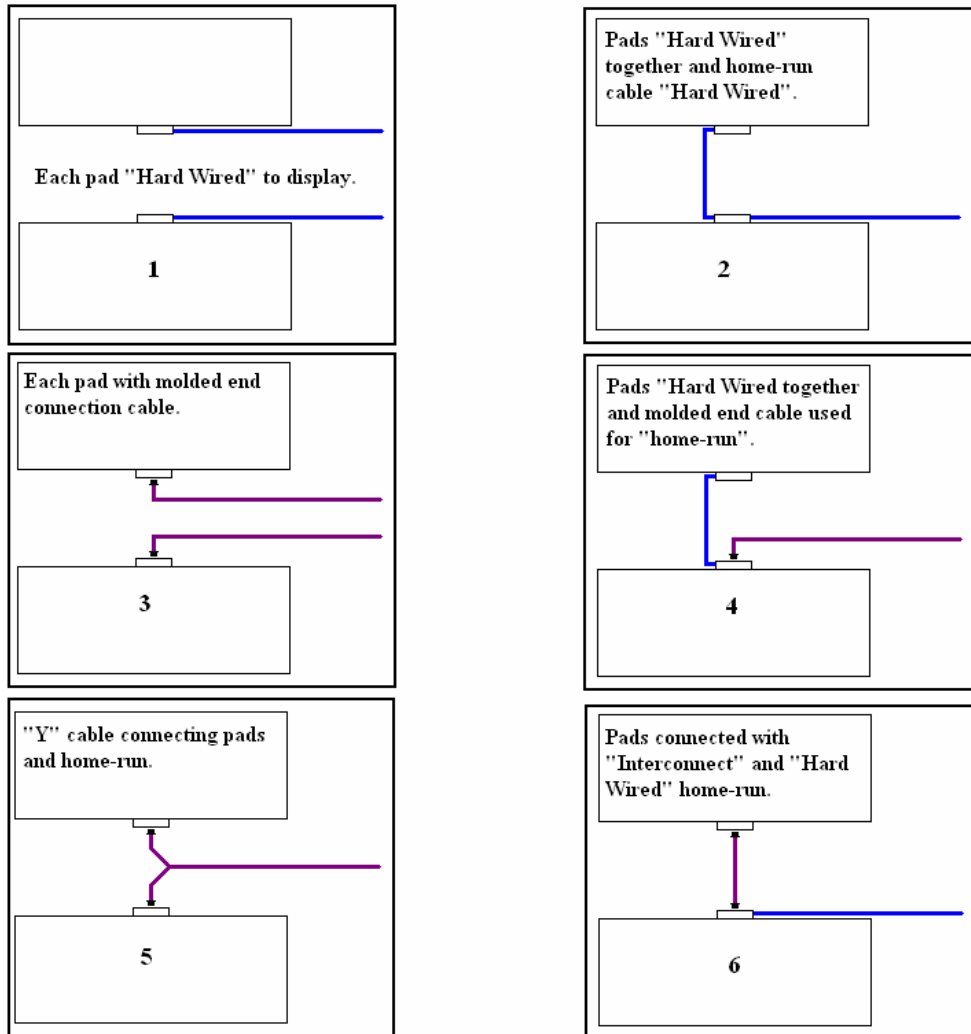 Each pad "Hard Wired" to display.
1
Pads "Hard Wired"
together and home-run
cable "Hard Wired".
2
Each pad with molded end
connection cable.
3
Pads "Hard Wired together
and molded end cable used
for "home-run".
4
"Y" cable connecting pads
and home-run.
5
Pads connected with
"Interconnect" and "Hard
Wired" home-run.
6